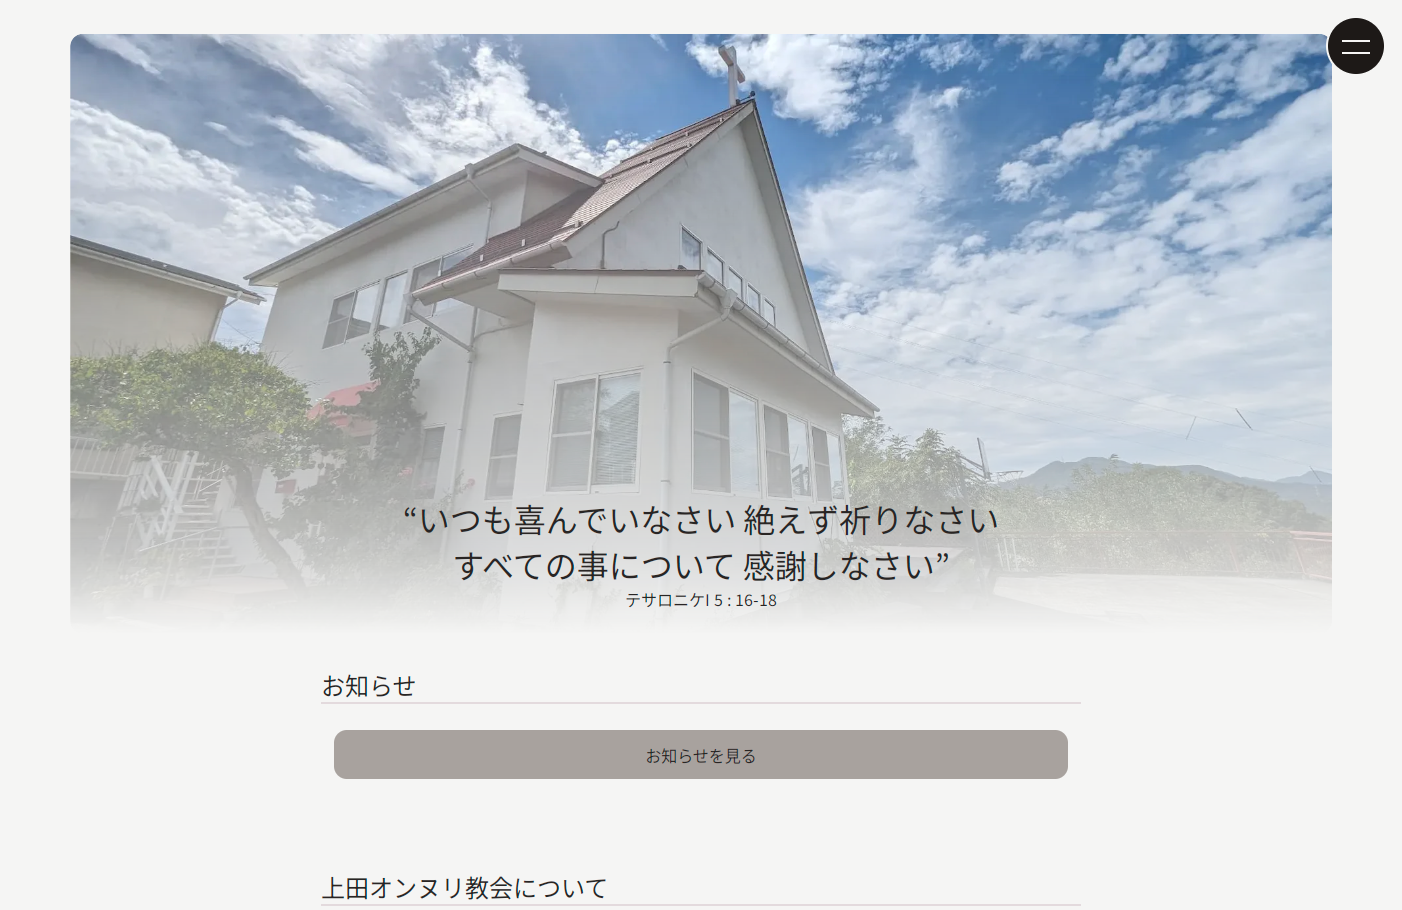 “いつも喜んでいなさい 絶えず祈りなさい
すべての事について 感謝しなさい”
テサロニケI 5 : 16-18
お知らせ
お知らせを見る
上田オンヌリ教会について